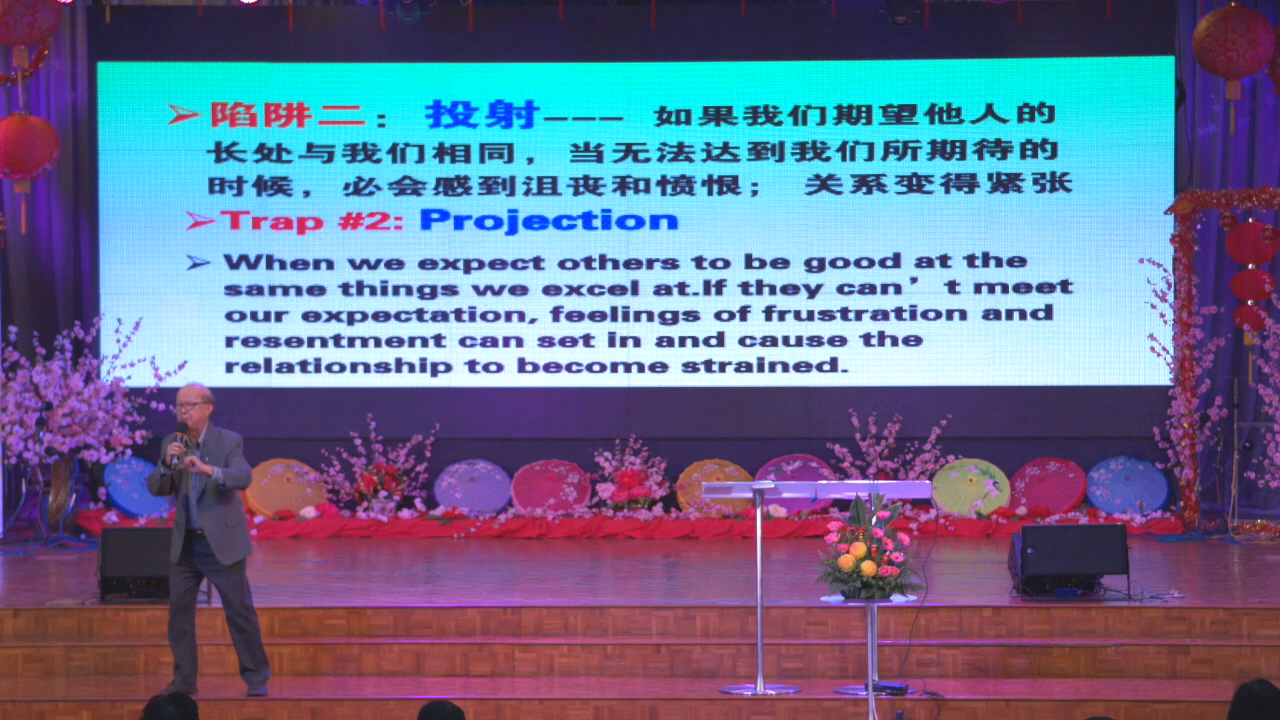 ➢陷阱二：投射--- 如果我们期望他人的
长处与我们相同，当无法达到我们所期待的
时候，必会感到沮丧和愤恨； 关系变得紧张
➢Trap #2: Projection
➢ When we expect others to be good at the
same things we excel at.If they can’t meet
our expectation, feelings of frustration and
resentment can set in and cause the
relationship to become strained.